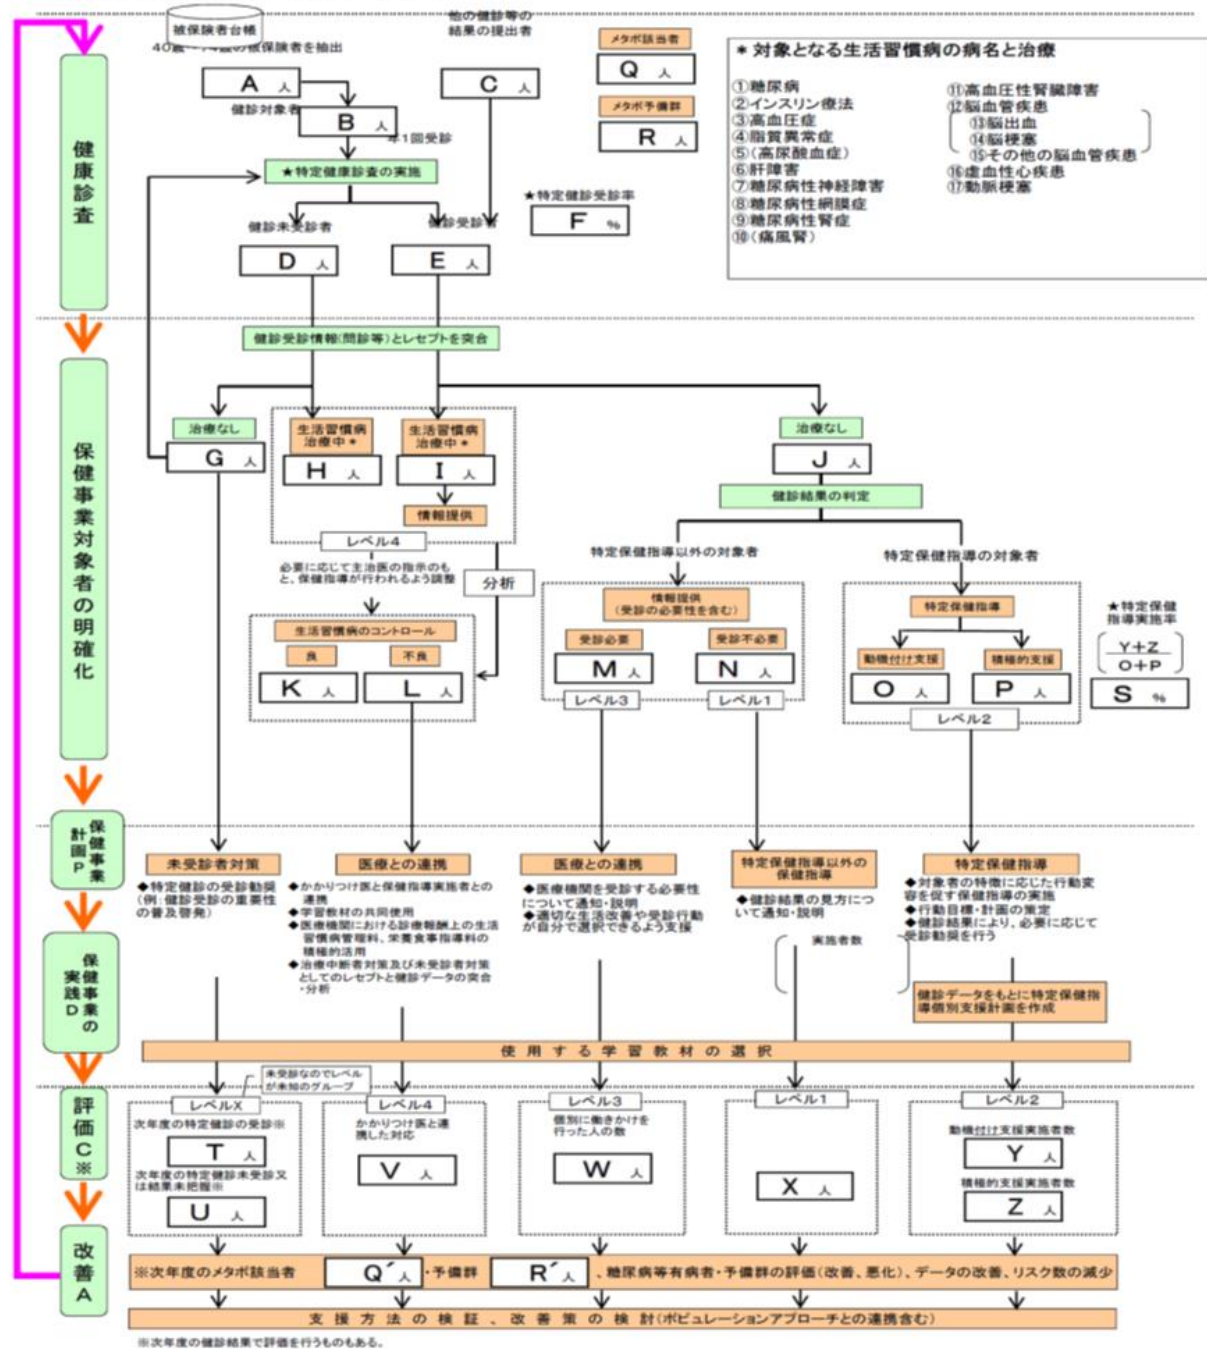 被保険者台帳
40歳～74歳の被保険者を抽出
A 人
健診対象者
B 人
年1回受診
他の健診等の
結果の提出者
C 人
メタボ該当者
Q 人
メタボ予備群
R 人
＊対象となる生活習慣病の病名と治療
①糖尿病
②インスリン療法
③高血圧症
④脂質異常症
⑤(高尿酸血症)
⑥肝障害
⑦糖尿病性神経障害
⑧糖尿病性網膜症
⑨糖尿病性腎症
⑩(痛風腎)
⑪高血圧性腎臓障害
⑫脳血管疾患
⑬脳出血
⑭脳梗塞
⑮その他の脳血管疾患
⑯虚血性心疾患
⑰動脈梗塞
健康診査
★特定健康診査の実施
★特定健診受診率
F %
健診未受診者
D 人
健診受診者
E 人
健診受診情報(問診等)とレセプトを突合
保健事業対象者の明確化
治療なし
G 人
生活習慣病
治療中＊
H 人
生活習慣病
治療中＊
I 人
情報提供
レベル4
治療なし
J 人
健診結果の判定
必要に応じて主治医の指示のも
と、保健指導が行われるよう調整
分析
生活習慣病のコントロール
良
不良
K 人
L 人
特定保健指導以外の対象者
情報提供
(受診の必要性を含む)
受診必要
受診不必要
M 人
N 人
レベル3
レベル1
特定保健指導の対象者
特定保健指導
動機付け支援
積極的支援
O 人
P 人
レベル2
★特定保健
指導実施率
Y+Z
O+P
S %
保健事業
計画P
未受診者対策
◆特定健診の受診勧奨
(例:健診受診の重要性
の普及啓発)
医療との連携
◆かかりつけ医と保健指導実施者との
連携
◆学習教材の共同使用
◆医療機関における診療報酬上の生活
習慣病管理料、栄養食事指導料の
積極的活用
◆治療中断者対策及び未受診者対策
としてのレセプトと健診データの突合
・分析
医療との連携
◆医療機関を受診する必要性
について通知・説明
◆適切な生活改善や受診行動
が自分で選択できるよう支援
特定保健指導以外の
保健指導
◆健診結果の見方につ
いて通知・説明
実施者数
特定保健指導
◆対象者の特徴に応じた行動変
容を促す保健指導の実施
◆行動目標・計画の策定
◆健診結果により、必要に応じて
受診勧奨を行う
健診データをもとに特定保健指
導個別支援計画を作成
保健事業の
実践D
使用する学習教材の選択
評価C※
未受診なのでレベル
が未知のグループ
レベルX
次年度の特定健診の受診※
T 人
次年度の特定健診未受診又
は結果未把握※
U 人
レベル4
かかりつけ医と連
携した対応
V 人
レベル3
個別に働きかけを
行った人の数
W 人
レベル1
X 人
レベル2
動機付け支援実施者数
Y 人
積極的支援実施者数
Z 人
改善A
※次年度のメタボ該当者 Q´人 ・予備群 R´人 、糖尿病等有病者・予備群の評価(改善、悪化)、データの改善、リスク数の減少
支援方法の検証、改善策の検討(ポピュレーションアプローチとの連携含む)
※次年度の健診結果で評価を行うものもある。